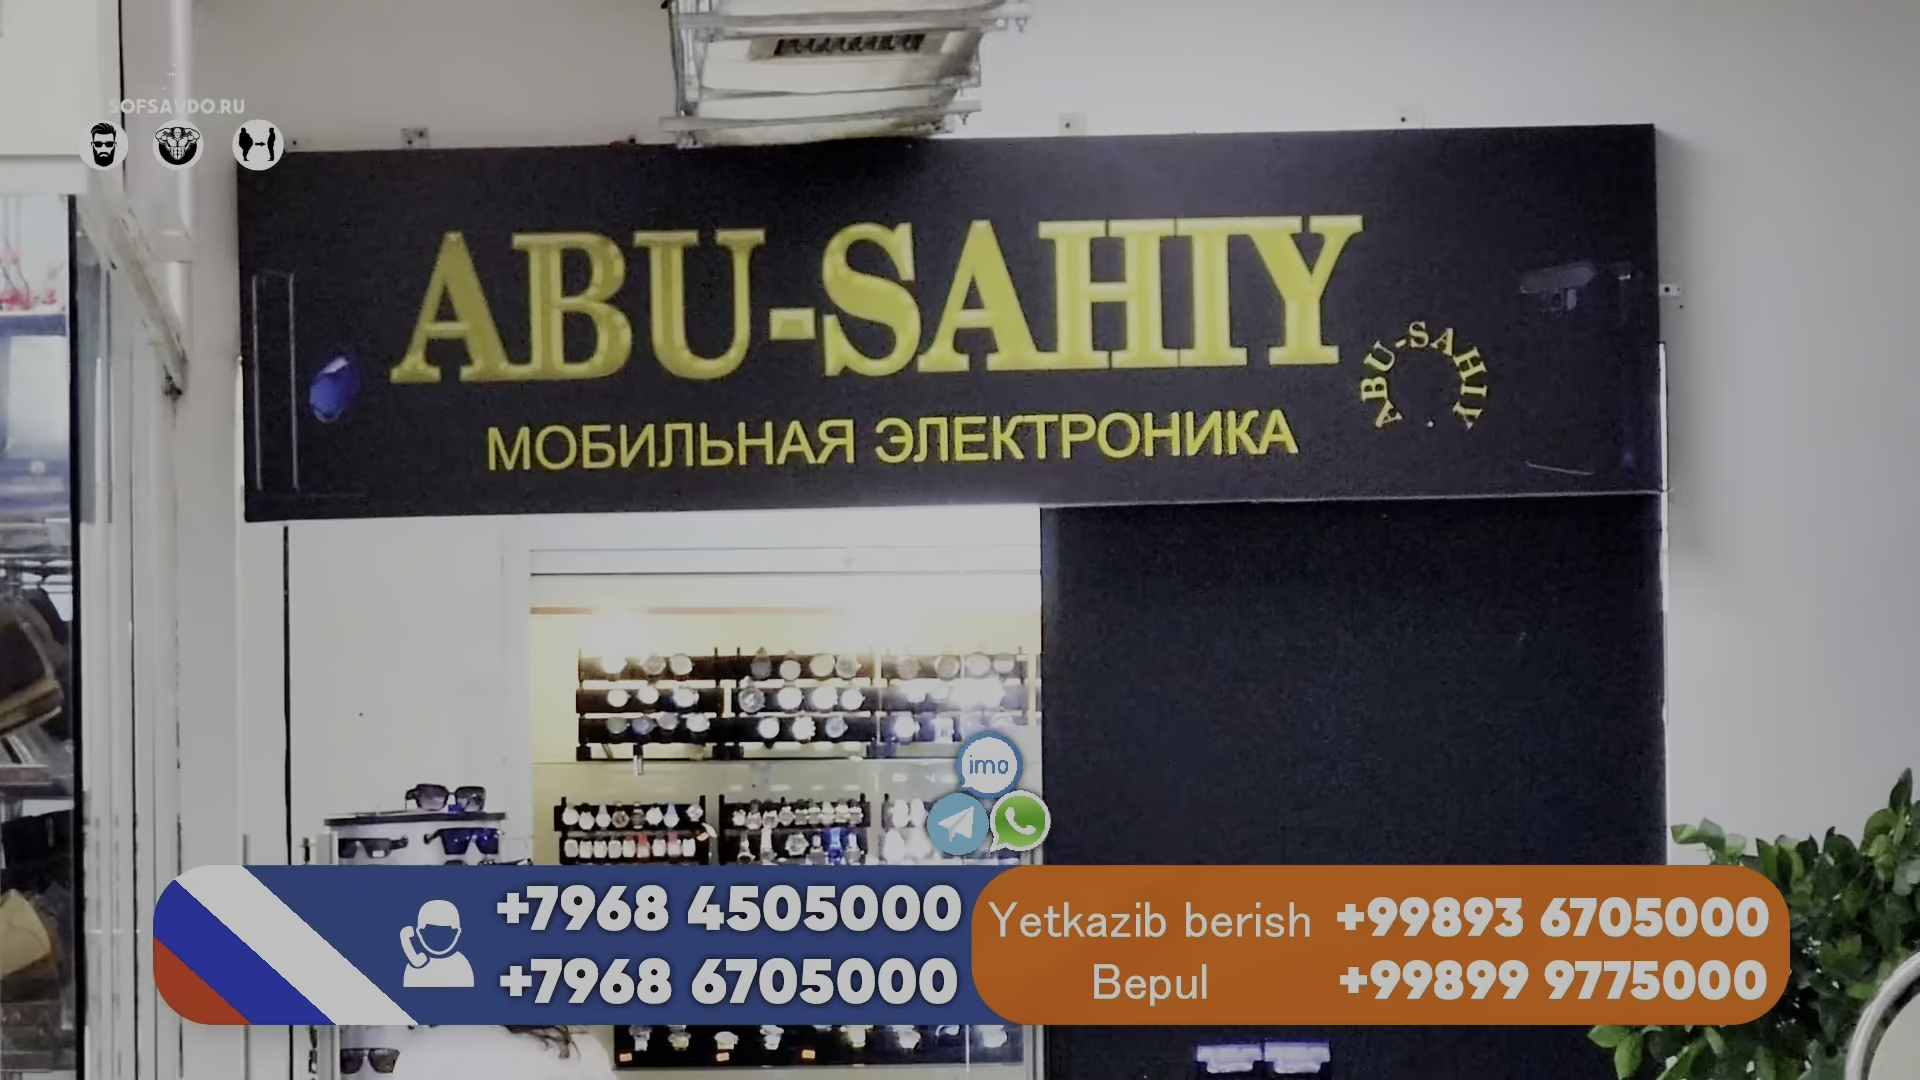 SOFSAVDO.RU
ABU-SAHIY
ABU-SAHIY
МОБИЛЬНАЯ ЭЛЕКТРОНИКА
imo
+7968 4505000
+7968 6705000
Yetkazib berish +99893 6705000
Bepul +99899 9775000